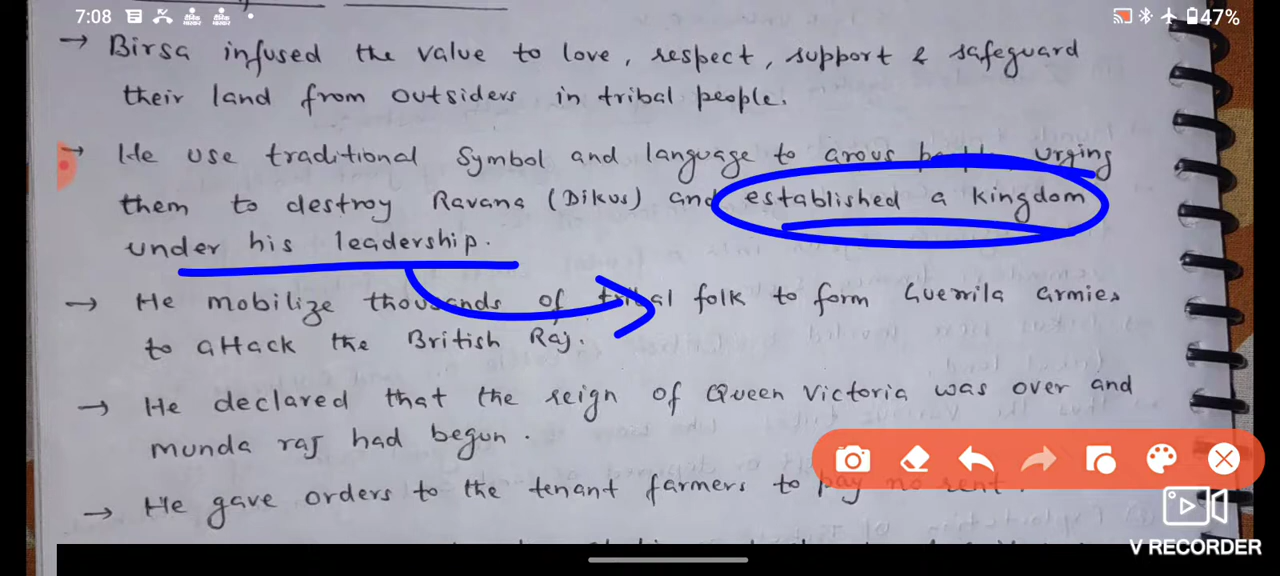 7:08
47%
→ Birsa infused the value to love, respect, support & safeguard
their land from outsiders in tribal people.
→ He use traditional Symbol and language to arous urging
them to destroy Ravana (Dikus) and established a kingdom
under his leadership.
→ He mobilize thousands of tribal folk to form Guerrila armies
to attack the British Raj.
→ He declared that the reign of Queen Victoria was over and
munda raj had begun.
→ He gave orders to the tenant farmers to pay no rent.
V RECORDER